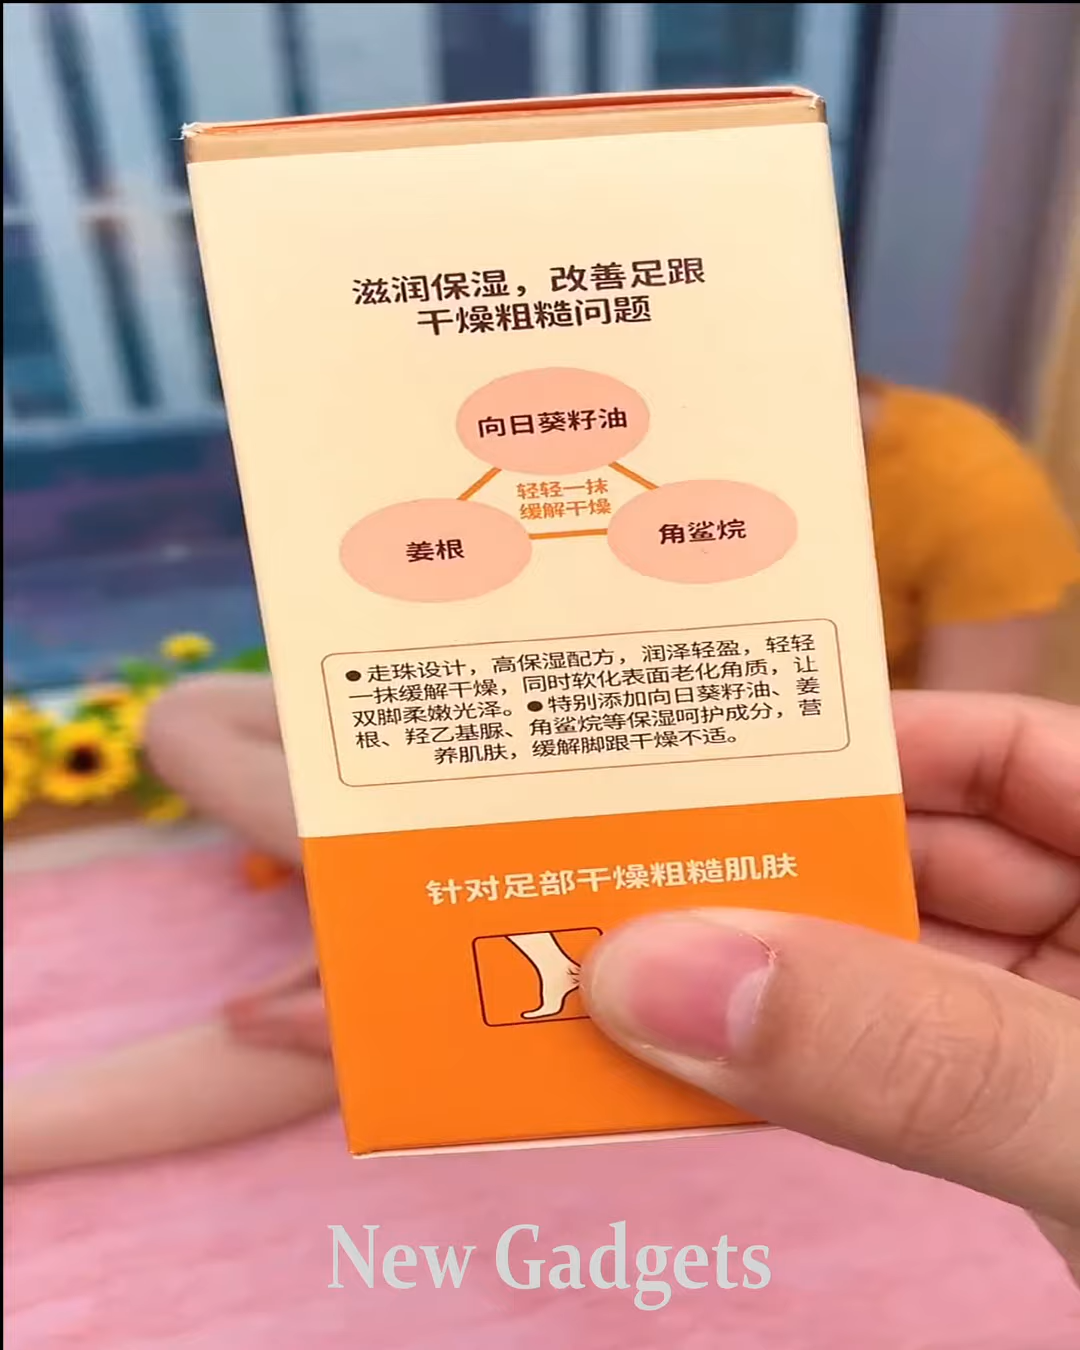 滋润保湿，改善足跟
干燥粗糙问题
向日葵籽油
轻轻一抹
缓解干燥
姜根
角鲨烷
●走珠设计，高保湿配方，润泽轻盈，轻轻
一抹缓解干燥，同时软化表面老化角质，让
双脚柔嫩光泽。●特别添加向日葵籽油、姜
根、羟乙基脲、角鲨烷等保湿呵护成分，营
养肌肤，缓解脚跟干燥不适。
针对足部干燥粗糙肌肤
New Gadgets